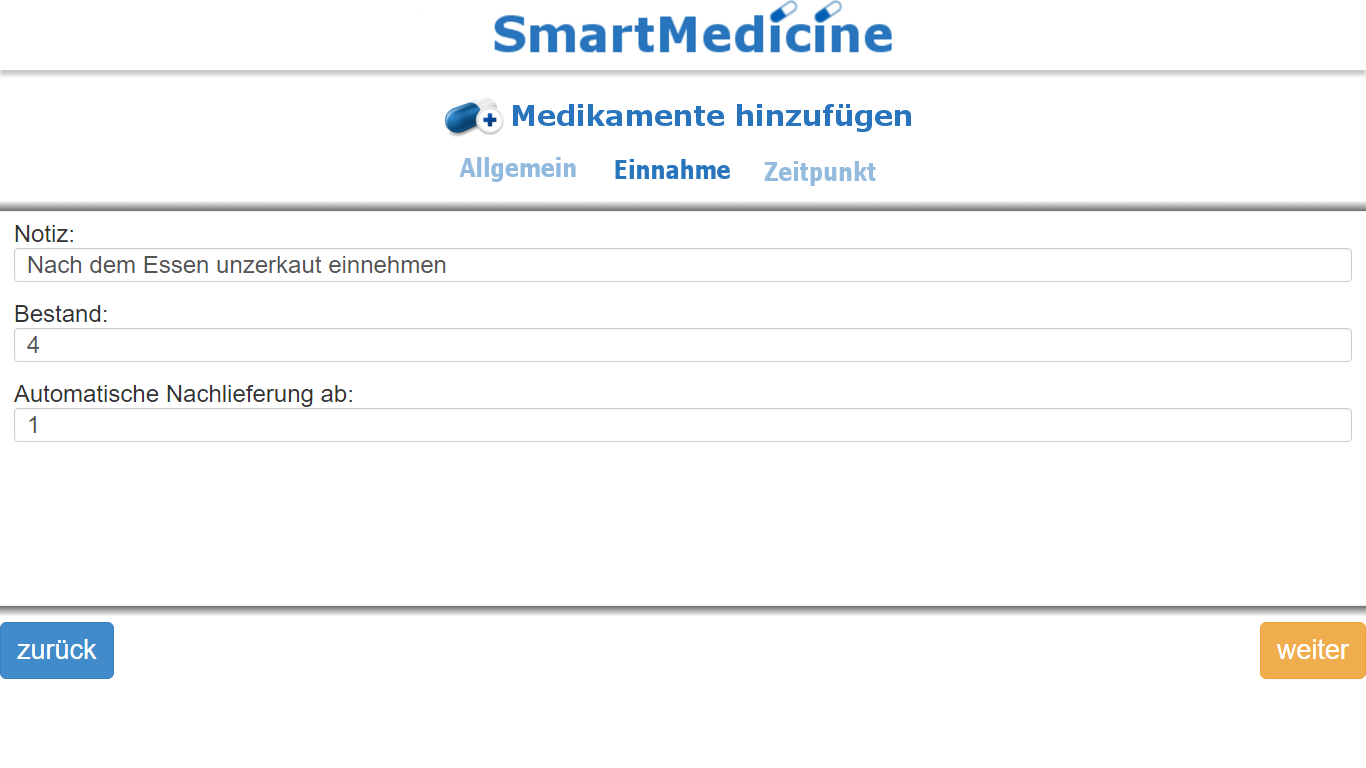 SmartMedicine
Medikamente hinzufügen
Allgemein Einnahme Zeitpunkt
Notiz:
Nach dem Essen unzerkaut einnehmen
Bestand:
4
Automatische Nachlieferung ab:
1
zurück weiter